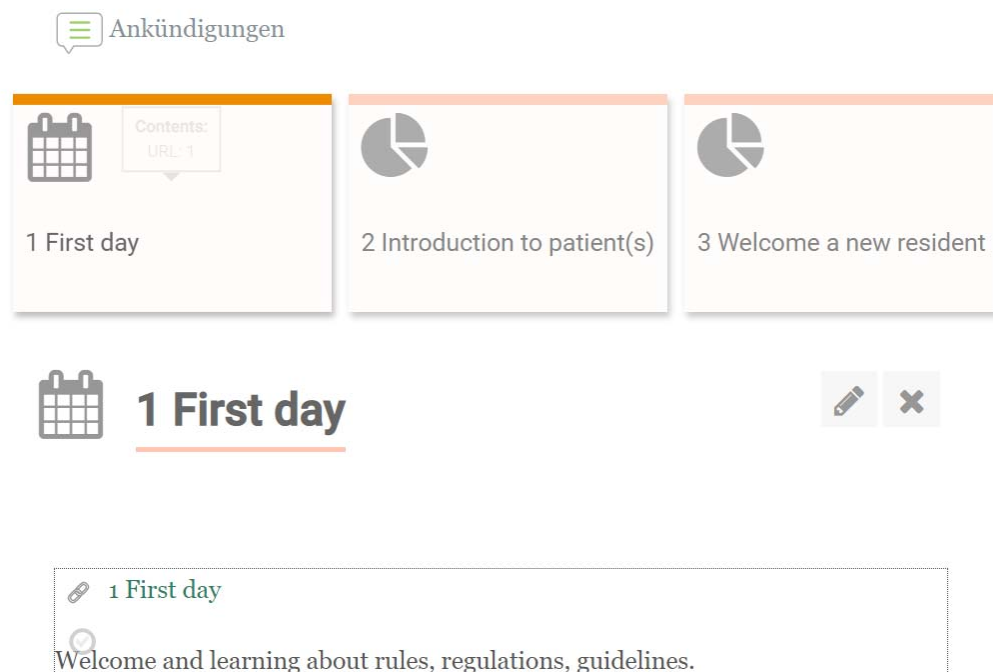 Ankündigungen
Contents:
URL: 1
1 First day
2 Introduction to patient(s)
3 Welcome a new resident
1 First day
1 First day
Welcome and learning about rules, regulations, guidelines.